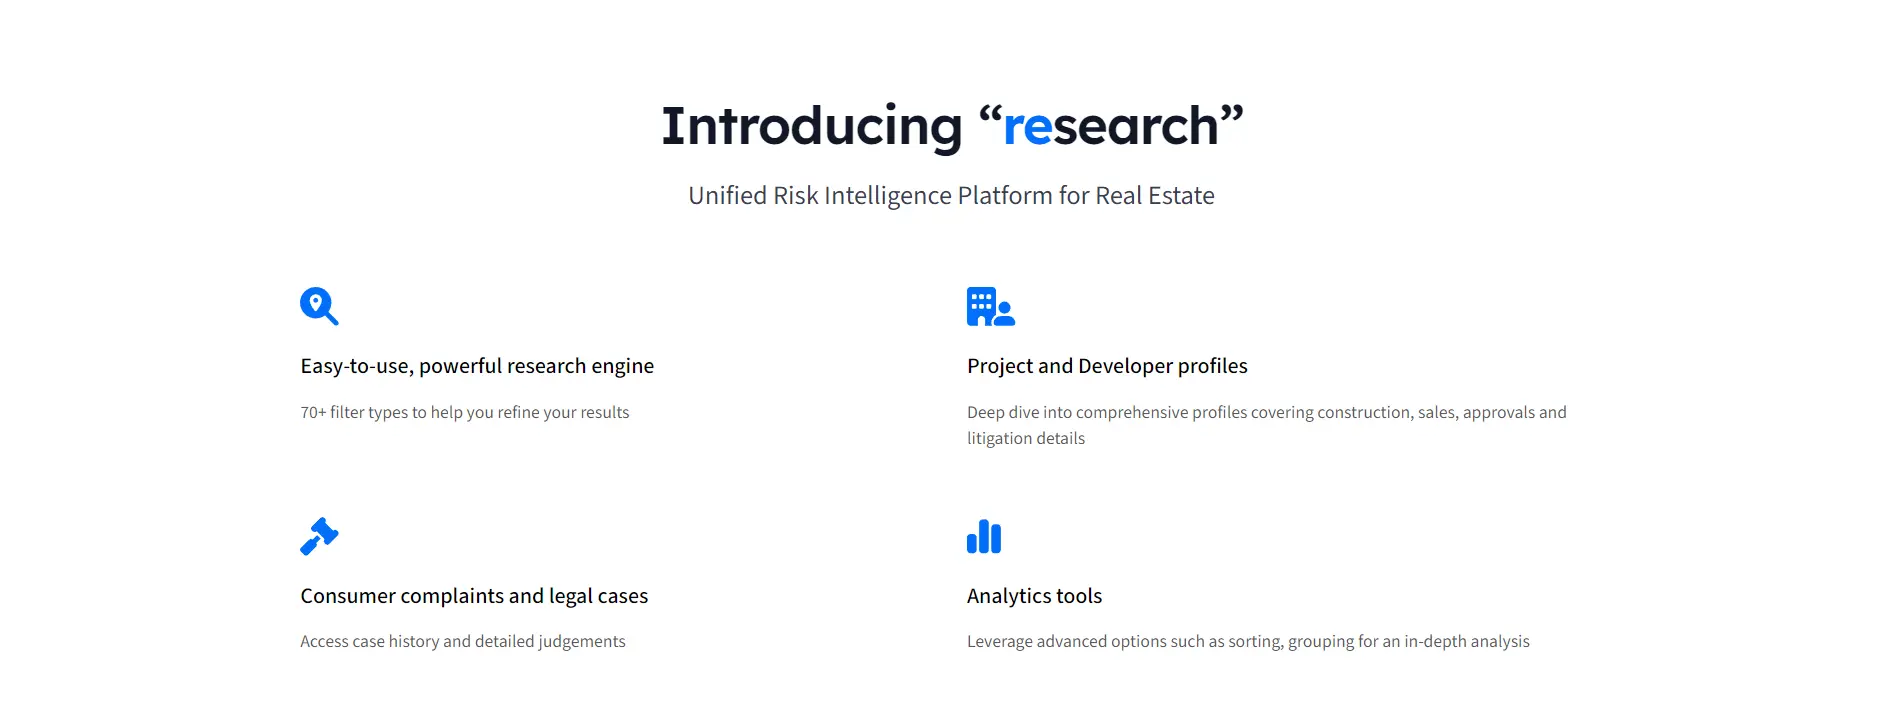 Introducing “research”
Unified Risk Intelligence Platform for Real Estate
Easy-to-use, powerful research engine
70+ filter types to help you refine your results
Project and Developer profiles
Deep dive into comprehensive profiles covering construction, sales, approvals and
litigation details
Consumer complaints and legal cases
Access case history and detailed judgements
Analytics tools
Leverage advanced options such as sorting, grouping for an in-depth analysis